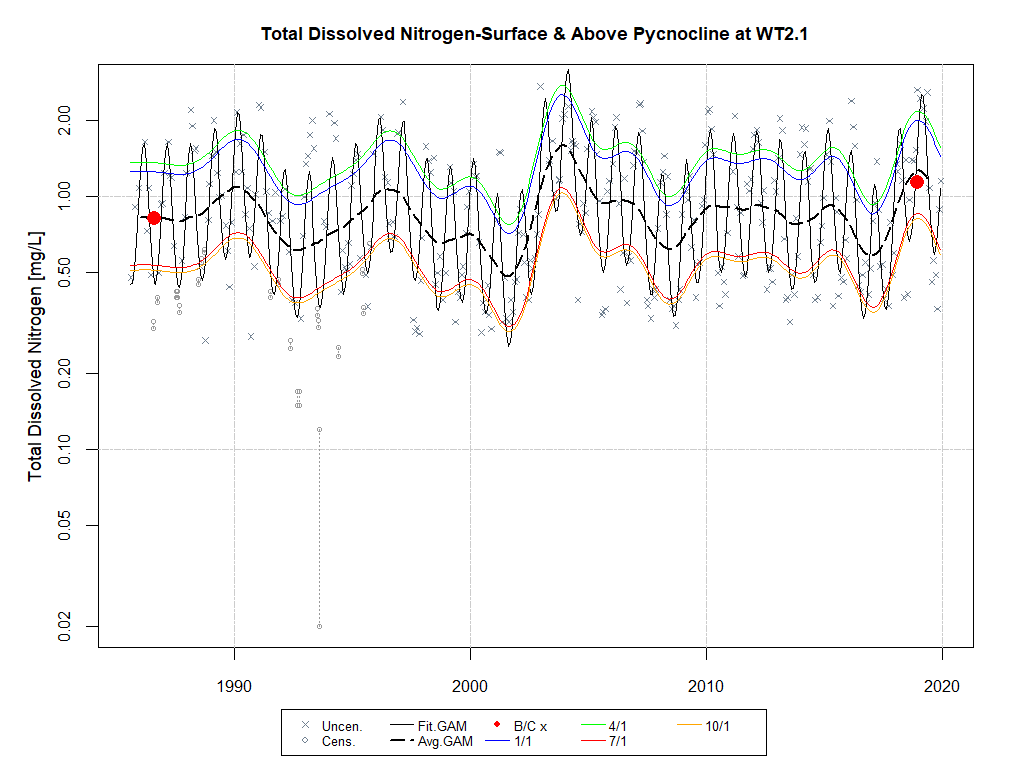 Total Dissolved Nitrogen-Surface & Above Pycnocline at WT2.1
Total Dissolved Nitrogen [mg/L]
2.00
1.00
0.50
0.20
0.10
0.05
0.02
1990 2000 2010 2020
Uncen. Fit.GAM B/C x 4/1 10/1
Cens. Avg.GAM 1/1 7/1